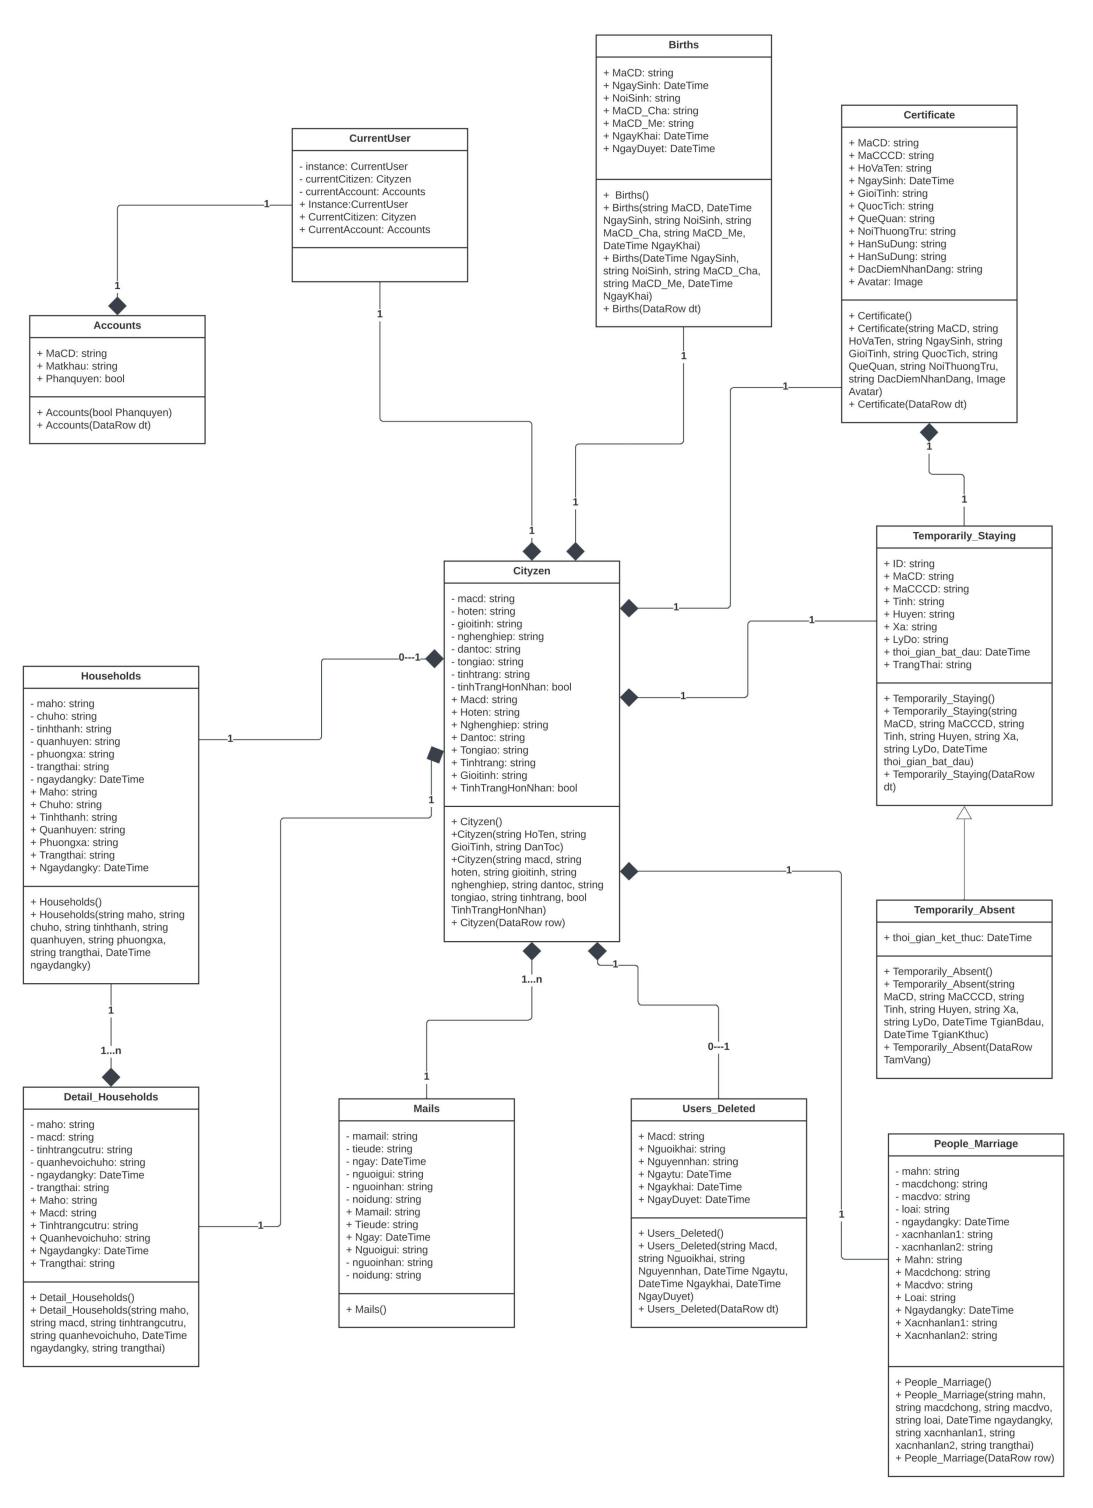 Births
+ MaCD: string
+ NgaySinh: DateTime
+ NoiSinh: string
+ MaCD_Cha: string
+ MaCD_Me: string
+ NgayKhai: DateTime
+ NgayDuyet: DateTime
+  Births()
+ Births(string MaCD, DateTime
NgaySinh, string NoiSinh, string
MaCD_Cha, string MaCD_Me,
DateTime NgayKhai)
+ Births(DateTime NgaySinh,
string NoiSinh, string MaCD_Cha,
string MaCD_Me, DateTime
NgayKhai)
+ Births(DataRow dt)
1
1
Certificate
+ MaCD: string
+ MaCCCD: string
+ HoVaTen: string
+ NgaySinh: DateTime
+ GioiTinh: string
+ QuocTich: string
+ QueQuan: string
+ NoiThuongTru: string
+ HanSuDung: string
+ HanSuDung: string
+ DacDiemNhanDang: string
+ Avatar: Image
+ Certificate()
+ Certificate(string MaCD, string
HoVaTen, string NgaySinh, string
GioiTinh, string QuocTich, string
QueQuan, string NoiThuongTru,
string DacDiemNhanDang, Image
Avatar)
+ Certificate(DataRow dt)
1
1
1
1
CurrentUser
- instance: CurrentUser
- currentCitizen: Cityzen
- currentAccount: Accounts
+ Instance:CurrentUser
+ CurrentCitizen: Cityzen
+ CurrentAccount: Accounts
1
1
1
1
Accounts
+ MaCD: string
+ Matkhau: string
+ Phanquyen: bool
+ Accounts(bool Phanquyen)
+ Accounts(DataRow dt)
Temporarily_Staying
+ ID: string
+ MaCD: string
+ MaCCCD: string
+ Tinh: string
+ Huyen: string
+ Xa: string
+ LyDo: string
+ thoi_gian_bat_dau: DateTime
+ TrangThai: string
+ Temporarily_Staying()
+ Temporarily_Staying(string
MaCD, string MaCCCD, string
Tinh, string Huyen, string Xa,
string LyDo, DateTime
thoi_gian_bat_dau)
+ Temporarily_Staying(DataRow
dt)
1
1
Cityzen
- macd: string
- hoten: string
- gioitinh: string
- nghenghiep: string
- dantoc: string
- tongiao: string
- tinhtrang: string
- tinhTrangHonNhan: bool
+ Macd: string
+ Hoten: string
+ Nghenghiep: string
+ Dantoc: string
+ Tongiao: string
+ Tinhtrang: string
+ Gioitinh: string
+ TinhTrangHonNhan: bool
+ Cityzen()
+Cityzen(string HoTen, string
GioiTinh, string DanToc)
+Cityzen(string macd, string
hoten, string gioitinh, string
nghenghiep, string dantoc, string
tongiao, string tinhtrang, bool
TinhTrangHonNhan)
+ Cityzen(DataRow row)
0---1
1
Households
- maho: string
- chuho: string
- tinhthanh: string
- quanhuyen: string
- phuongxa: string
- trangthai: string
- ngaydangky: DateTime
+ Maho: string
+ Chuho: string
+ Tinhthanh: string
+ Quanhuyen: string
+ Phuongxa: string
+ Trangthai: string
+ Ngaydangky: DateTime
+ Households()
+ Households(string maho, string
chuho, string tinhthanh, string
quanhuyen, string phuongxa,
string trangthai, DateTime
ngaydangky)
1
1...n
1
1
Detail_Households
- maho: string
- macd: string
- tinhtrangcutru: string
- quanhevoichuho: string
- ngaydangky: DateTime
- trangthai: string
+ Maho: string
+ Macd: string
+ Tinhtrangcutru: string
+ Quanhevoichuho: string
+ Ngaydangky: DateTime
+ Trangthai: string
+ Detail_Households()
+ Detail_Households(string maho,
string macd, string tinhtrangcutru,
string quanhevoichuho, DateTime
ngaydangky, string trangthai)
1...n
1
Mails
- mamail: string
- tieude: string
- ngay: DateTime
- nguoigui: string
- nguoinhan: string
- noidung: string
+ Mamail: string
+ Tieude: string
+ Ngay: DateTime
+ Nguoigui: string
- nguoinhan: string
- noidung: string
+ Mails()
1
0---1
Users_Deleted
+ Macd: string
+ Nguoikhai: string
+ Nguyennhan: string
+ Ngaytu: DateTime
+ Ngaykhai: DateTime
+ NgayDuyet: DateTime
+ Users_Deleted()
+ Users_Deleted(string Macd,
string Nguoikhai, string
Nguyennhan, DateTime Ngaytu,
DateTime Ngaykhai, DateTime
NgayDuyet)
+ Users_Deleted(DataRow dt)
Temporarily_Absent
+ thoi_gian_ket_thuc: DateTime
+ Temporarily_Absent()
+ Temporarily_Absent(string
MaCD, string MaCCCD, string
Tinh, string Huyen, string Xa,
string LyDo, DateTime TgianBdau,
DateTime TgianKthuc)
+ Temporarily_Absent(DataRow
TamVang)
1
1
People_Marriage
- mahn: string
- macdchong: string
- macdvo: string
- loai: string
- ngaydangky: DateTime
- xacnhanlan1: string
- xacnhanlan2: string
+ Mahn: string
+ Macdchong: string
+ Macdvo: string
+ Loai: string
+ Ngaydangky: DateTime
+ Xacnhanlan1: string
+ Xacnhanlan2: string
+ People_Marriage()
+ People_Marriage(string mahn,
string macdchong, string macdvo,
string loai, DateTime ngaydangky,
string xacnhanlan1, string
xacnhanlan2, string trangthai)
+ People_Marriage(DataRow row)